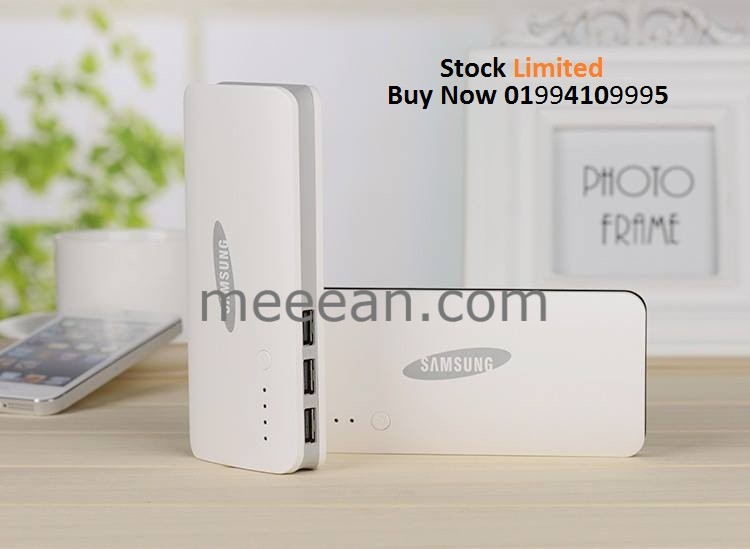 Stock Limited
Buy Now 01994109995
PHOTO
FRAME
SAMSUNG
meeean.com
SAMSUNG